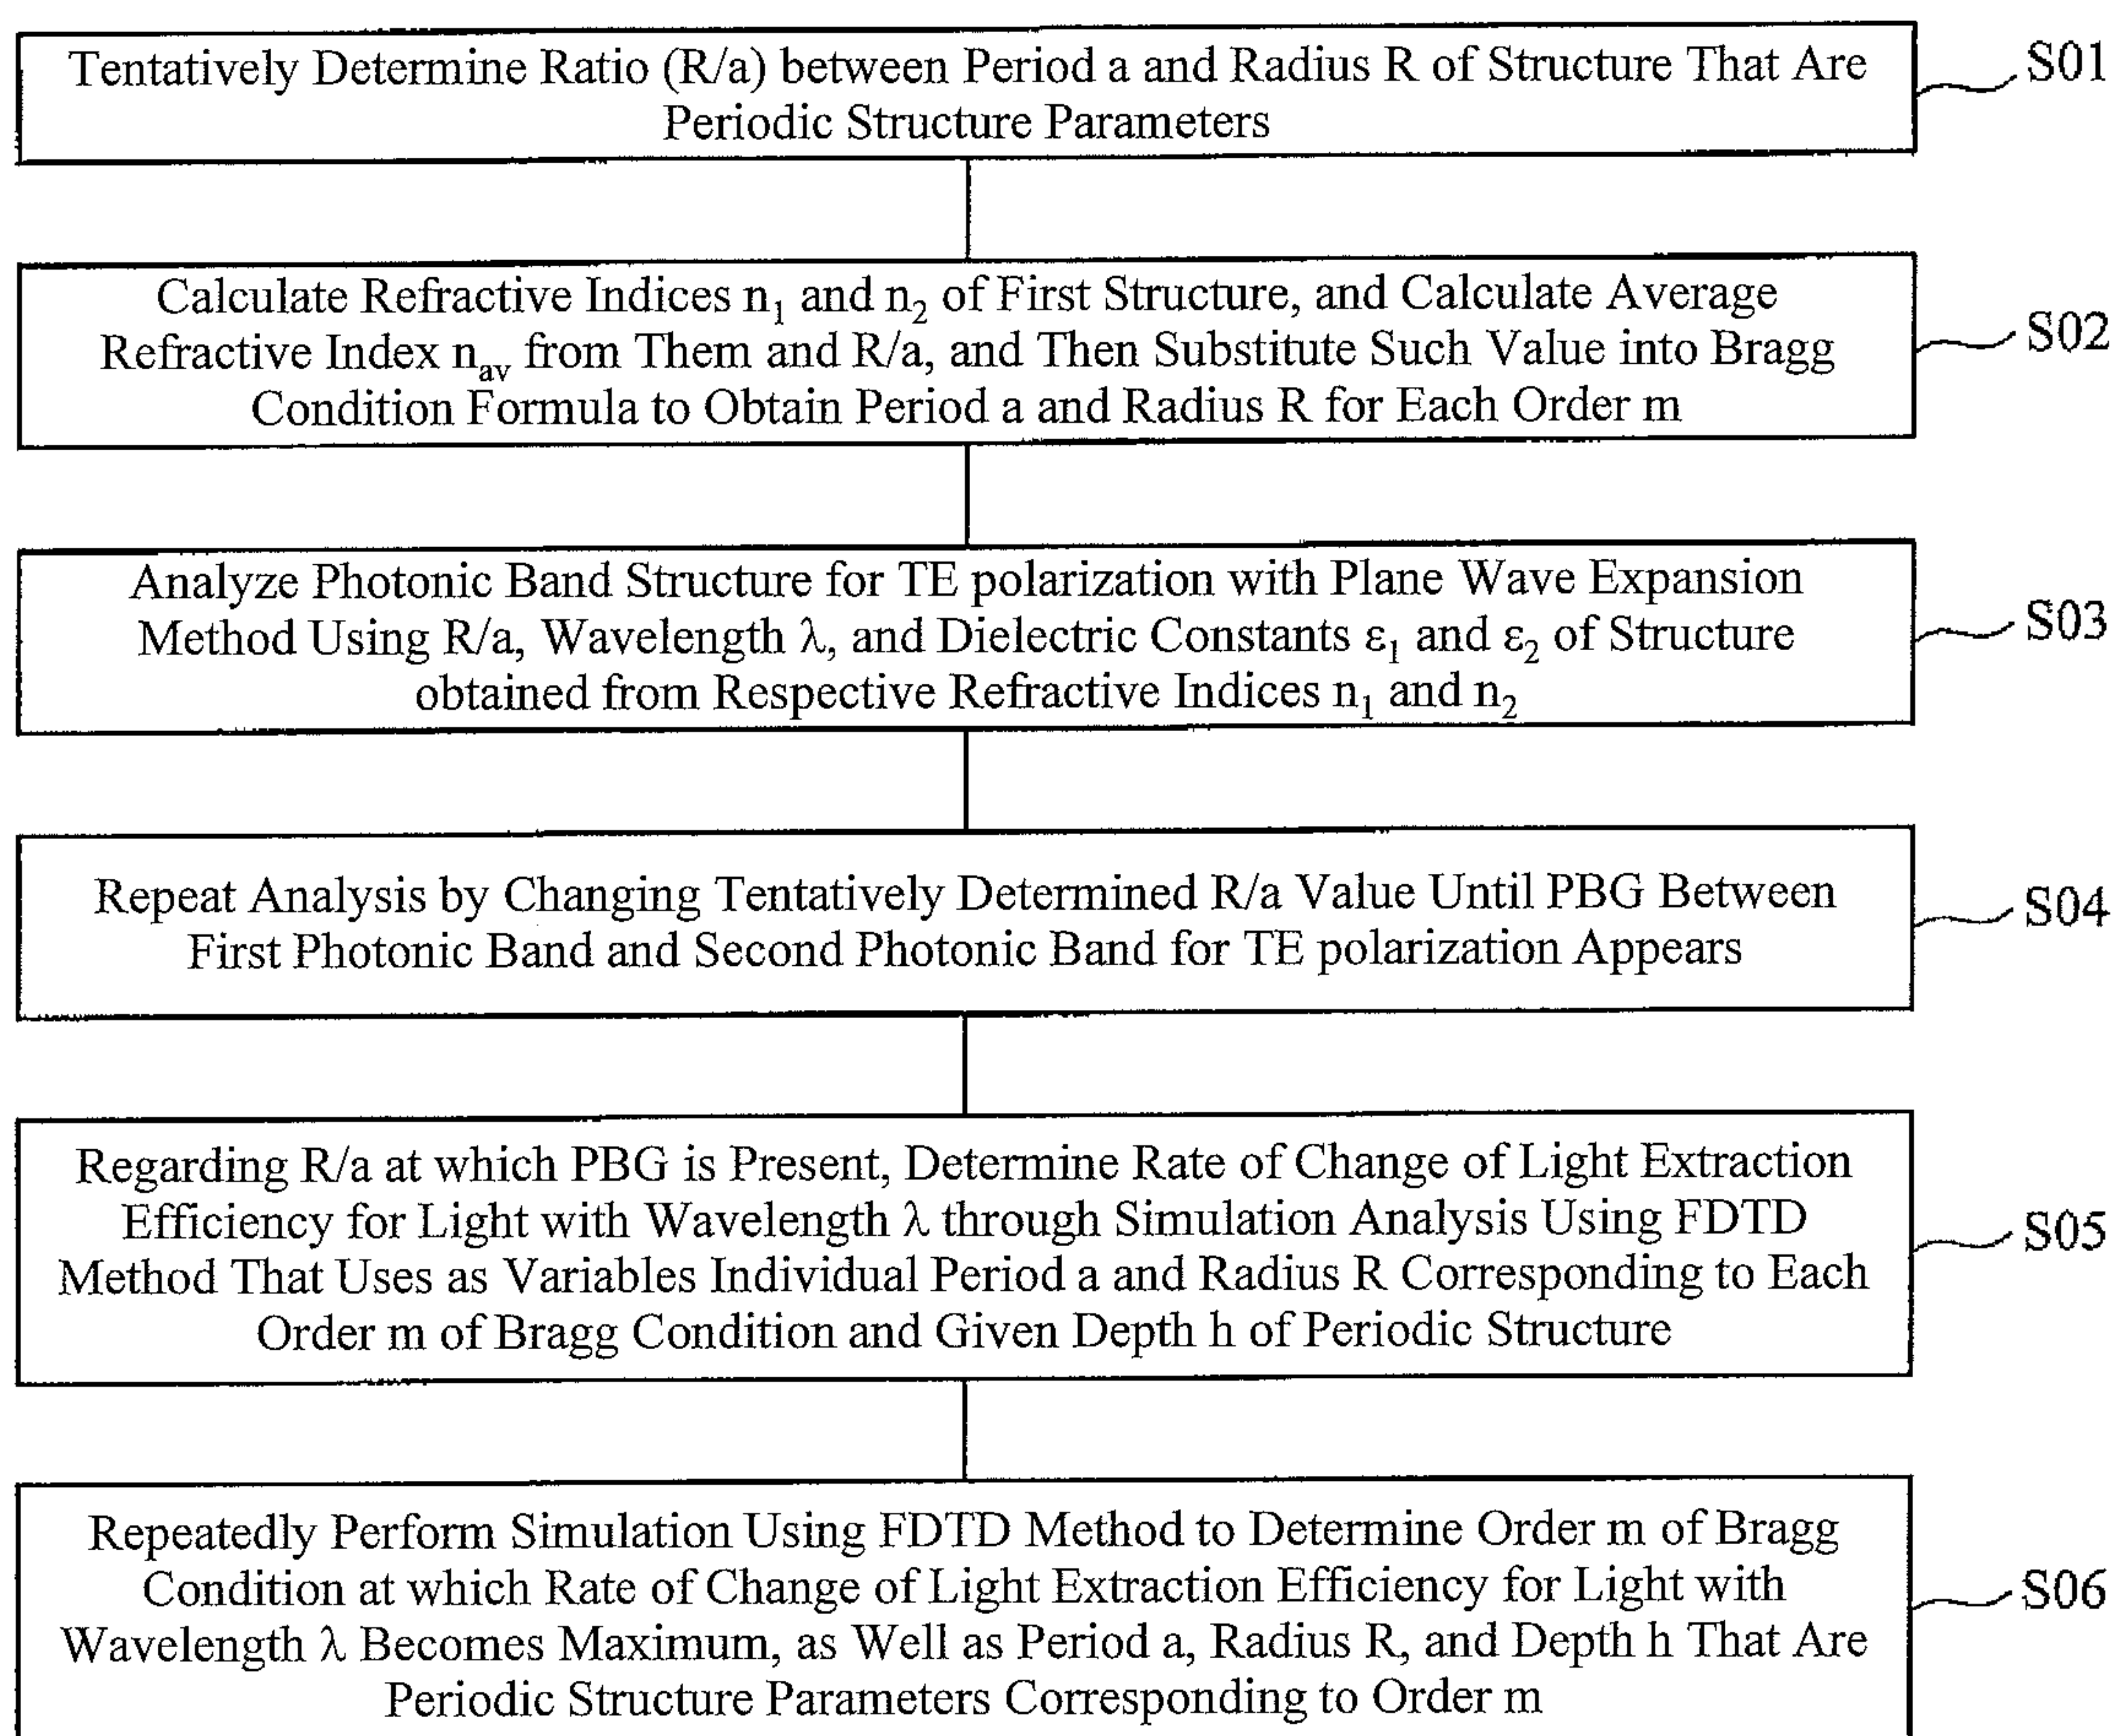 Tentatively Determine Ratio (R/a) between Period a and Radius R of Structure That Are
Periodic Structure Parameters
S01
Calculate Refractive Indices n₁ and n₂ of First Structure, and Calculate Average
Refractive Index nav from Them and R/a, and Then Substitute Such Value into Bragg
Condition Formula to Obtain Period a and Radius R for Each Order m
S02
Analyze Photonic Band Structure for TE polarization with Plane Wave Expansion
Method Using R/a, Wavelength λ, and Dielectric Constants ε₁ and ε₂ of Structure
obtained from Respective Refractive Indices n₁ and n₂
S03
Repeat Analysis by Changing Tentatively Determined R/a Value Until PBG Between
First Photonic Band and Second Photonic Band for TE polarization Appears
S04
Regarding R/a at which PBG is Present, Determine Rate of Change of Light Extraction
Efficiency for Light with Wavelength λ through Simulation Analysis Using FDTD
Method That Uses as Variables Individual Period a and Radius R Corresponding to Each
Order m of Bragg Condition and Given Depth h of Periodic Structure
S05
Repeatedly Perform Simulation Using FDTD Method to Determine Order m of Bragg
Condition at which Rate of Change of Light Extraction Efficiency for Light with
Wavelength λ Becomes Maximum, as Well as Period a, Radius R, and Depth h That Are
Periodic Structure Parameters Corresponding to Order m
S06